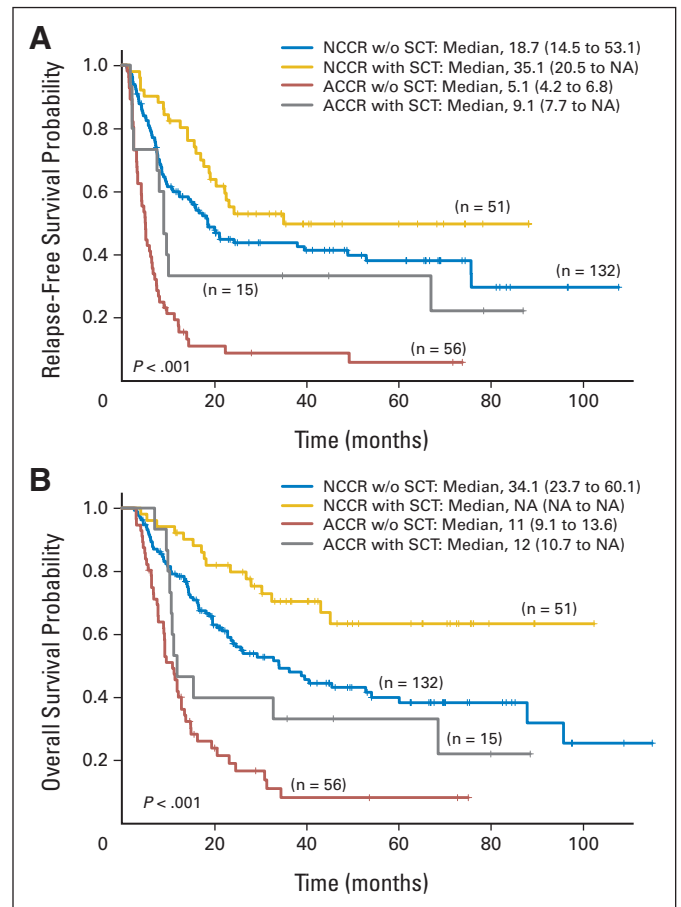 A
NCCR w/o SCT: Median, 18.7 (14.5 to 53.1)
NCCR with SCT: Median, 35.1 (20.5 to NA)
ACCR w/o SCT: Median, 5.1 (4.2 to 6.8)
ACCR with SCT: Median, 9.1 (7.7 to NA)
Relapse-Free Survival Probability
1.0
0.8
0.6
0.4
0.2
(n = 51)
(n = 132)
(n = 15)
(n = 56)
P < .001
0 20 40 60 80 100
Time (months)
B
NCCR w/o SCT: Median, 34.1 (23.7 to 60.1)
NCCR with SCT: Median, NA (NA to NA)
ACCR w/o SCT: Median, 11 (9.1 to 13.6)
ACCR with SCT: Median, 12 (10.7 to NA)
Overall Survival Probability
1.0
0.8
0.6
0.4
0.2
(n = 51)
(n = 132)
(n = 15)
(n = 56)
P < .001
0 20 40 60 80 100
Time (months)